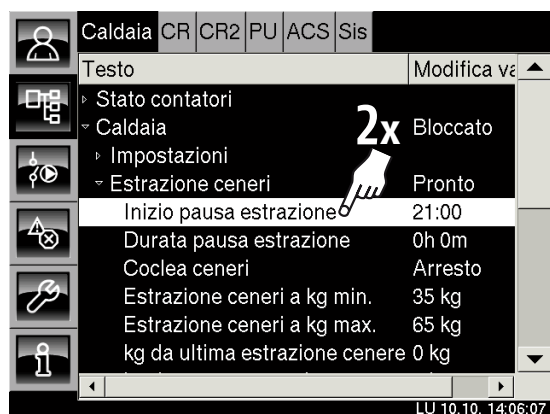 Caldaia CR CR2 PU ACS Sis
Testo Modifica va
Stato contatori
Caldaia Bloccato
2x
Impostazioni
Estrazione ceneri Pronto
Inizio pausa estrazione 21:00
Durata pausa estrazione 0h 0m
Coclea ceneri Arresto
Estrazione ceneri a kg min. 35 kg
Estrazione ceneri a kg max. 65 kg
kg da ultima estrazione cenere 0 kg
LU 10.10. 14:06:07